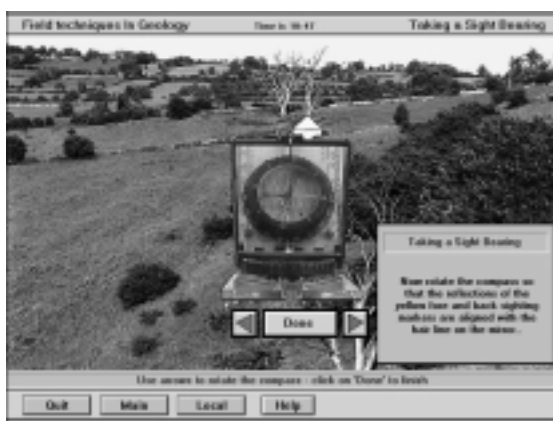 Field techniques In Geology
Time is 10:47
Taking a Sight Bearing
Taking a Sight Bearing
Now rotate the compass so
that the reflections of the
yellow line and back sighting
markers are aligned with the
hair line on the mirror.
Done
Use arrows to rotate the compass - click on 'Done' to finish
Quit
Main
Local
Help